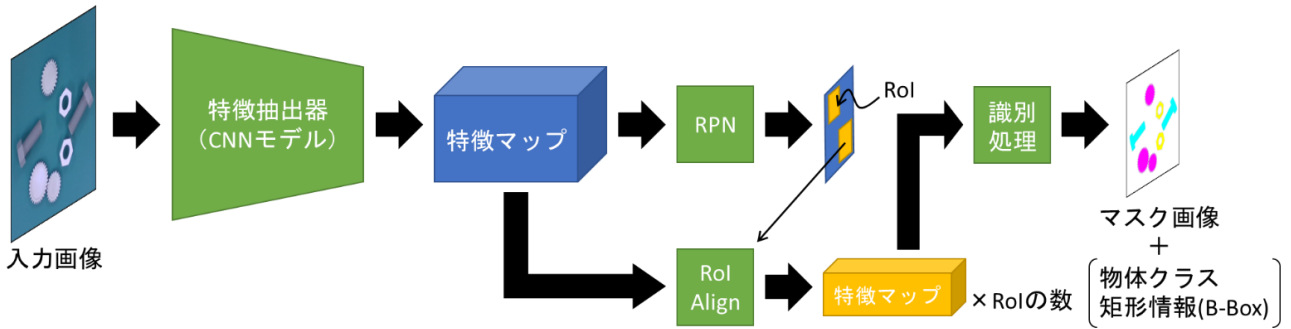 入力画像
特徴抽出器
（CNNモデル）
特徴マップ
RPN
RoI
RoI
Align
特徴マップ
×RoIの数
識別
処理
マスク画像
＋
物体クラス
矩形情報(B-Box)